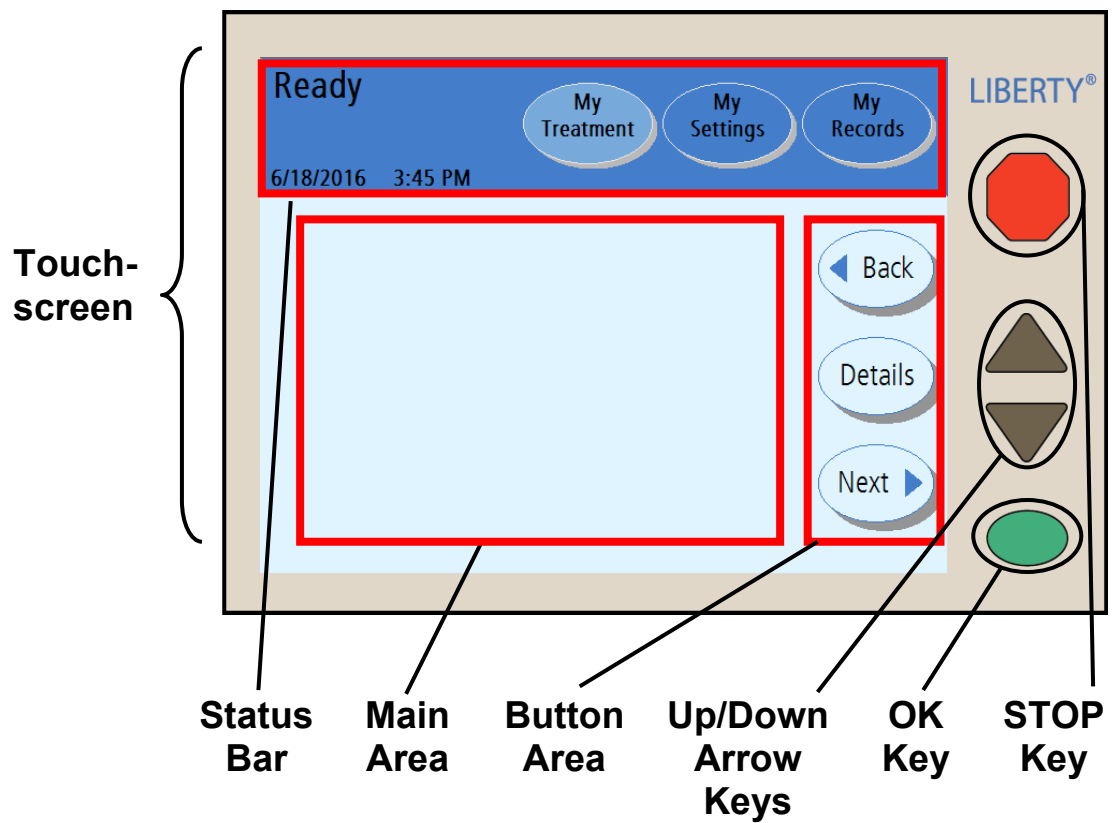 Ready
My
Treatment
My
Settings
My
Records
6/18/2016 3:45 PM
LIBERTY®
Touch-
screen
Back
Details
Next
Status
Bar
Main
Area
Button
Area
Up/Down
Arrow
Keys
OK
Key
STOP
Key